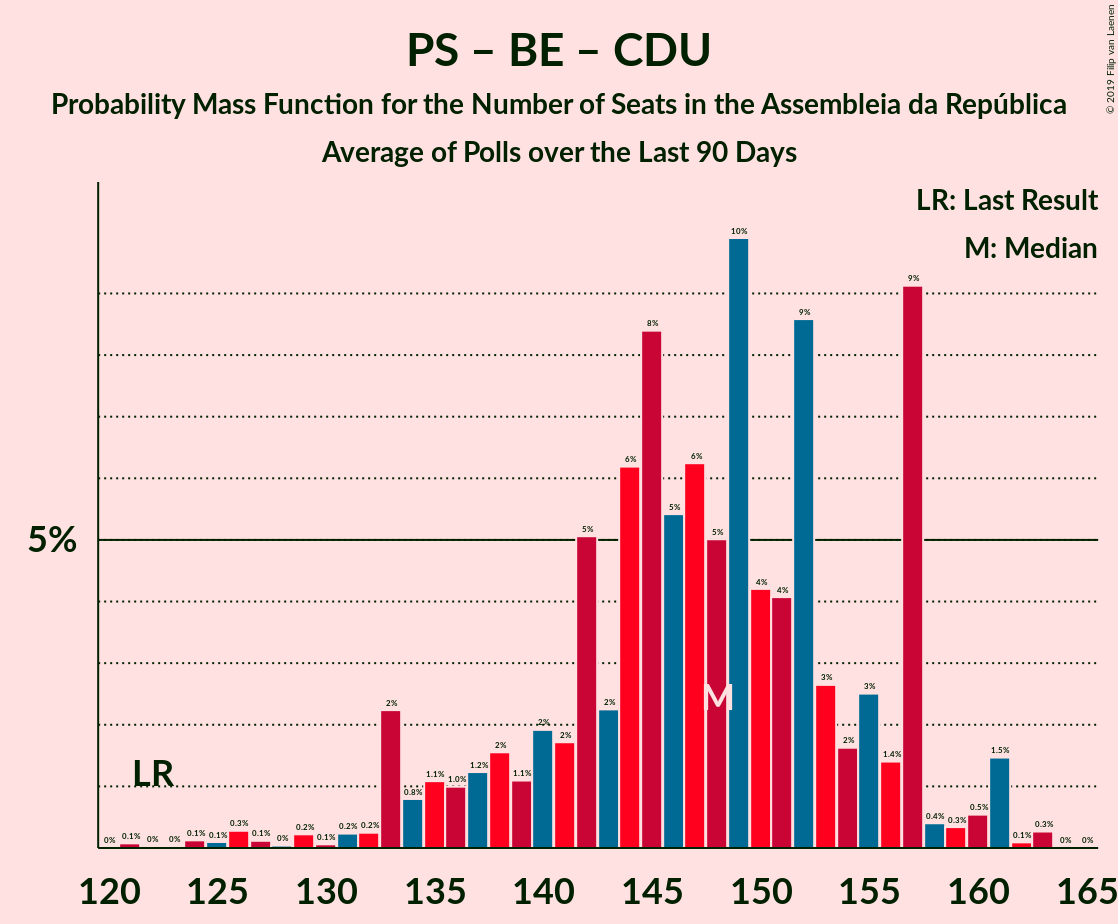 PS – BE – CDU
Probability Mass Function for the Number of Seats in the Assembleia da República
Average of Polls over the Last 90 Days
© 2019 Filip van Laenen
LR: Last Result
M: Median
5%
0% 0.1% 0% 0% 0.1% 0.1% 0.3% 0.1% 0% 0.2% 0.1% 0.2% 0.2% 2% 0.8% 1.1% 1.0% 1.2% 2% 1.1% 2% 2% 5% 2% 6% 8% 5% 6% 5% 10% 4% 4% 9% 3% 2% 3% 1.4% 9% 0.4% 0.3% 0.5% 1.5% 0.1% 0.3% 0% 0%
M
LR
120 125 130 135 140 145 150 155 160 165